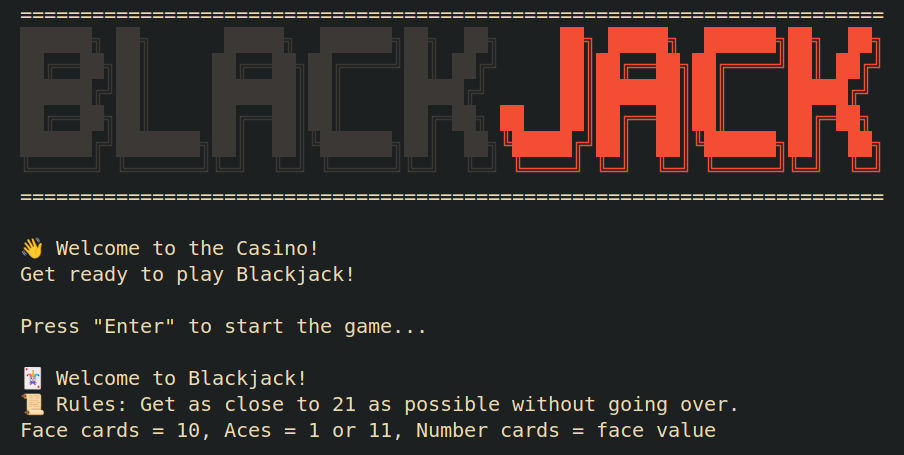 ========================================================================
BLACKJACK
========================================================================
👋 Welcome to the Casino!
Get ready to play Blackjack!
Press "Enter" to start the game...
🃏 Welcome to Blackjack!
📜 Rules: Get as close to 21 as possible without going over.
Face cards = 10, Aces = 1 or 11, Number cards = face value